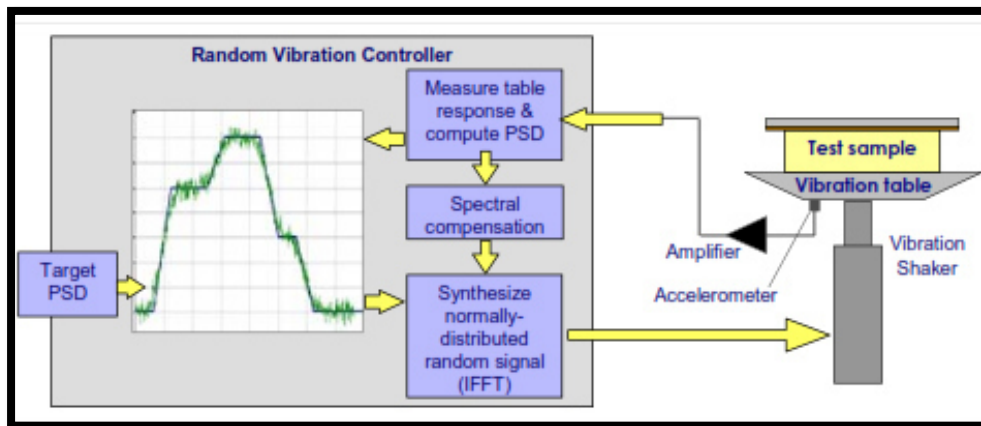 Random Vibration Controller
Measure table
response &
compute PSD
Spectral
compensation
Target
PSD
Synthesize
normally-
distributed
random signal
(IFFT)
Test sample
Vibration table
Amplifier
Accelerometer
Vibration
Shaker